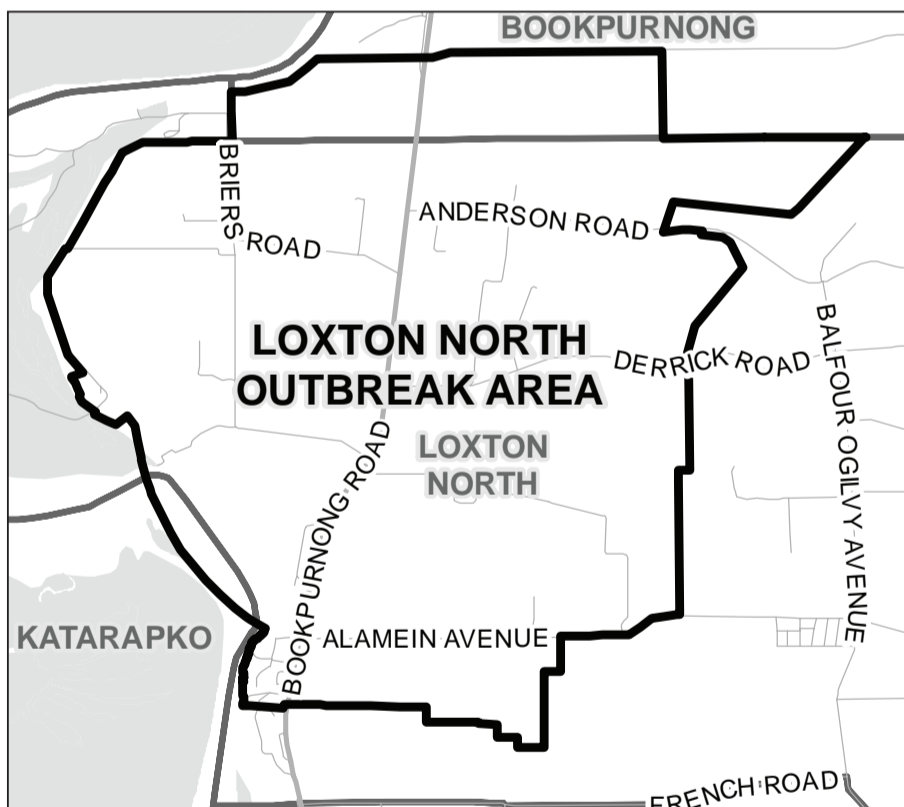 BOOKPURNONG
BRIERS
ROAD
ANDERSON ROAD
LOXTON NORTH
OUTBREAK AREA
DERRICK ROAD
BALFOUR OGILVY AVENUE
LOXTON
NORTH
BOOKPURNONG ROAD
KATARAPKO
ALAMEIN AVENUE
FRENCH ROAD